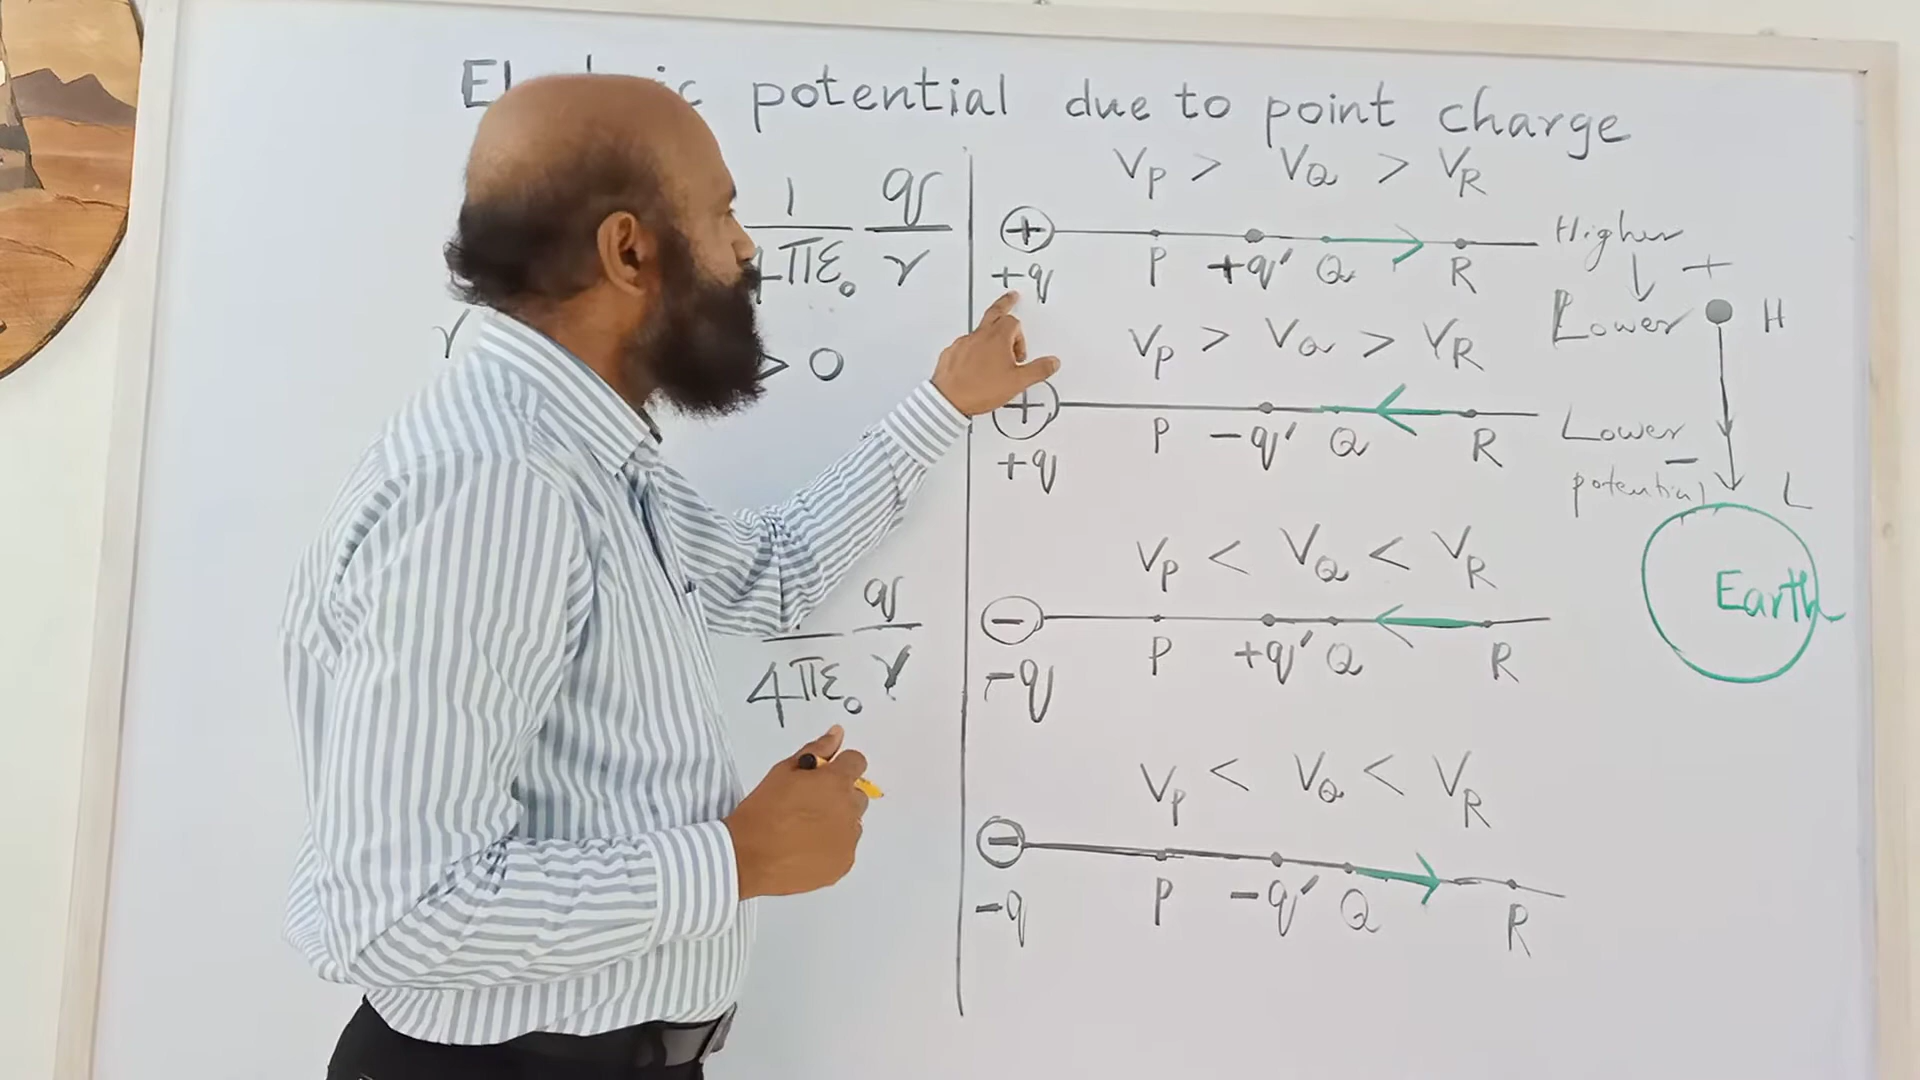 potential due to point charge
1 q
4πε₀ r
r
> 0
q
4πε₀ r
V_P > V_Q > V_R
+
+q P +q' Q R
Higher
↓ +
Lower H
V_P > V_Q > V_R
+
+q P -q' Q R
Lower -
potential L
Earth
V_P < V_Q < V_R
-
-q P +q' Q R
V_P < V_Q < V_R
-
-q P -q' Q R